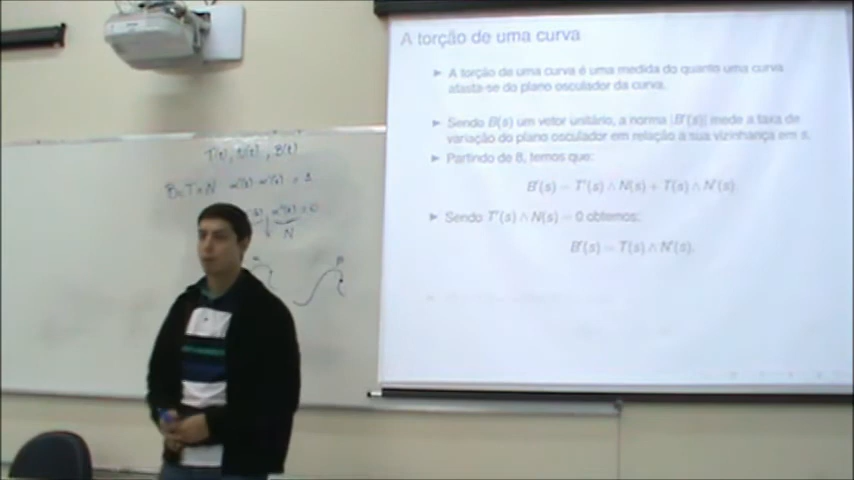 A torção de uma curva
► A torção de uma curva é uma medida do quanto uma curva
afasta-se do plano osculador da curva.
► Sendo B(s) um vetor unitário, a norma |B'(s)| mede a taxa de
variação do plano osculador em relação a sua vizinhança em s.
► Partindo de B, temos que:
B'(s) = T'(s) ∧ N(s) + T(s) ∧ N'(s)
► Sendo T'(s) ∧ N(s) = 0 obtemos:
B'(s) = T(s) ∧ N'(s).
T(t), N(t), B(t)
B = T × N
N